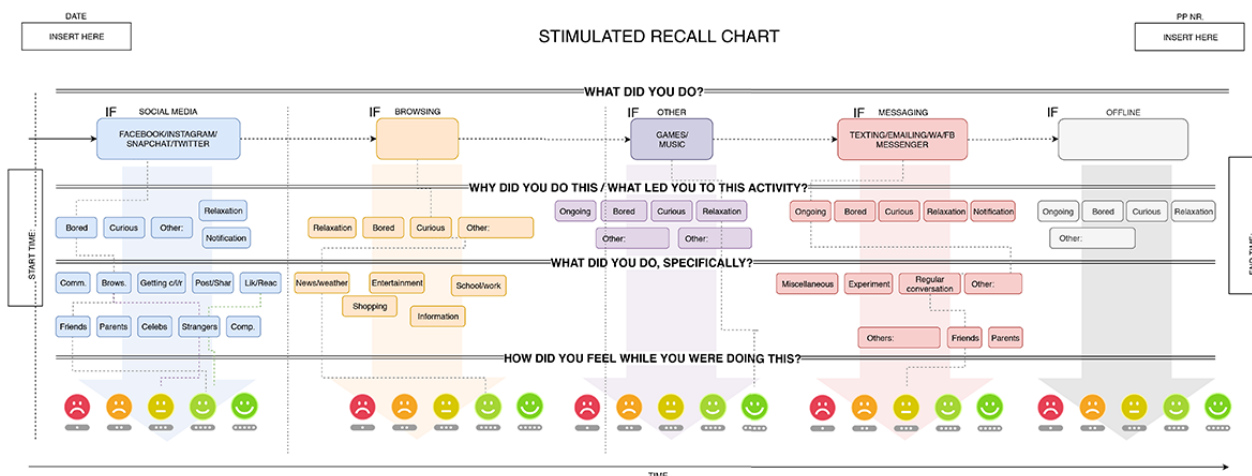 DATE
INSERT HERE
STIMULATED RECALL CHART
PP NR.
INSERT HERE
WHAT DID YOU DO?
IF SOCIAL MEDIA
IF BROWSING
IF OTHER
IF MESSAGING
IF OFFLINE
FACEBOOK/INSTAGRAM/
SNAPCHAT/TWITTER
GAMES/
MUSIC
TEXTING/EMAILING/WA/FB
MESSENGER
START TIME:
END TIME:
WHY DID YOU DO THIS / WHAT LED YOU TO THIS ACTIVITY?
Relaxation
Bored Curious Other:
Notification
Relaxation Bored Curious Other:
Ongoing Bored Curious Relaxation
Other: Other:
Ongoing Bored Curious Relaxation Notification
Ongoing Bored Curious Relaxation
Other:
WHAT DID YOU DO, SPECIFICALLY?
Comm. Brows. Getting c/l/r Post/Shar Lik/Reac
Friends Parents Celebs Strangers Comp.
News/weather Entertainment School/work
Shopping Information
Miscellaneous Experiment Regular
conversation Other:
Others: Friends Parents
HOW DID YOU FEEL WHILE YOU WERE DOING THIS?
TIME